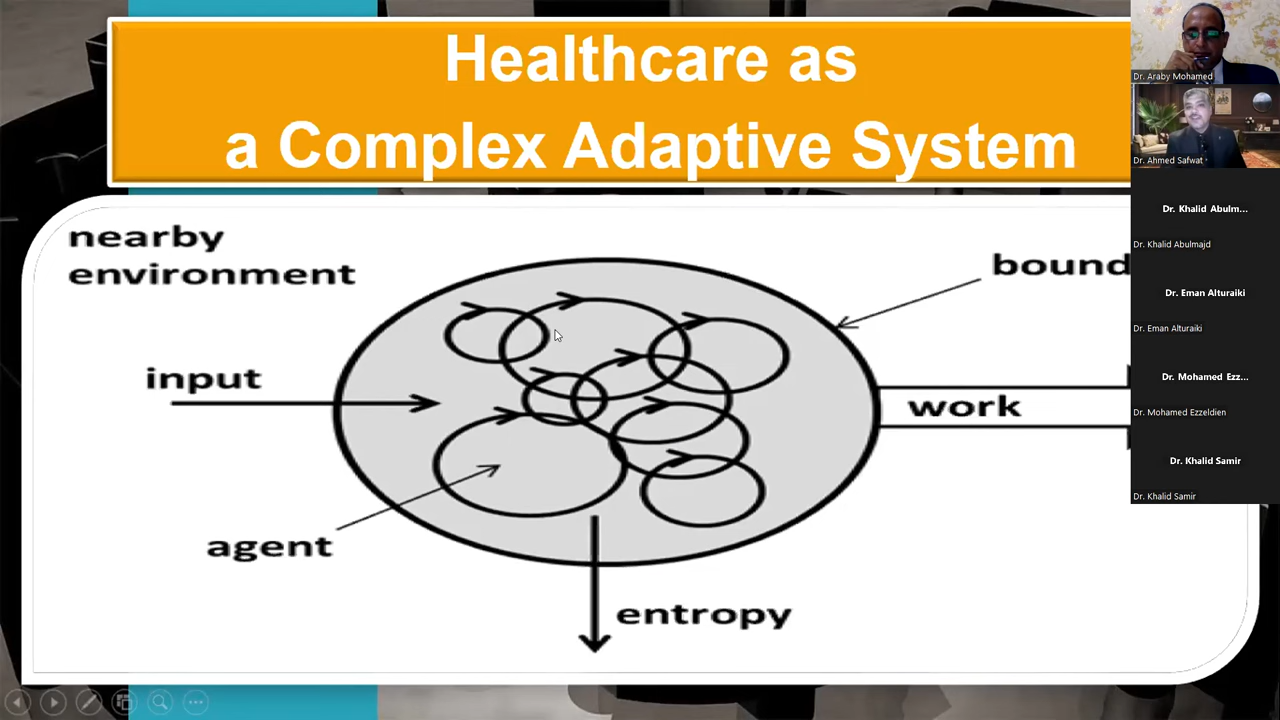 Healthcare as
a Complex Adaptive System
nearby
environment
bound
input
work
agent
entropy
Dr. Araby Mohamed
Dr. Ahmed Safwat
Dr. Khalid Abulm...
Dr. Khalid Abulmajd
Dr. Eman Alturaiki
Dr. Eman Alturaiki
Dr. Mohamed Ezz...
Dr. Mohamed Ezzeldien
Dr. Khalid Samir
Dr. Khalid Samir